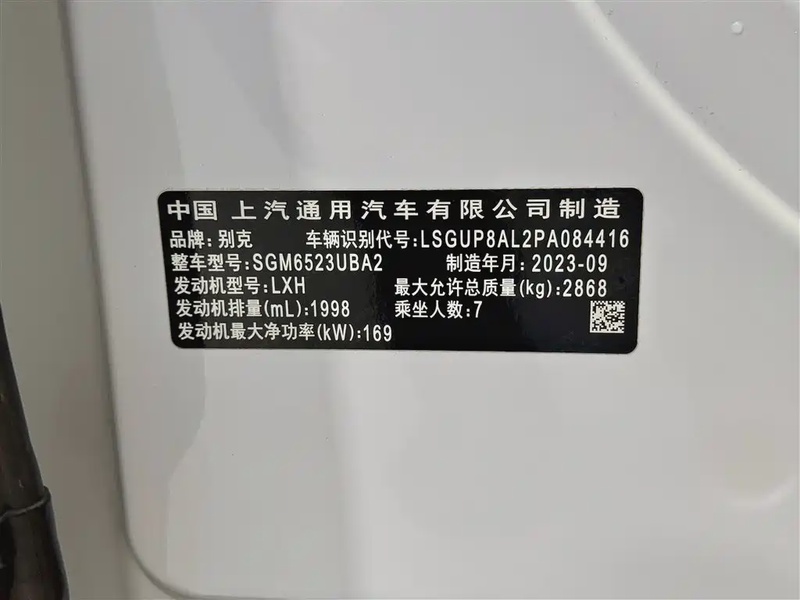 中国 上汽通用汽车有限公司制造
品牌: 别克 车辆识别代号: LSGUP8AL2PA084416
整车型号: SGM6523UBA2 制造年月: 2023-09
发动机型号: LXH 最大允许总质量(kg): 2868
发动机排量(mL): 1998 乘坐人数: 7
发动机最大净功率(kW): 169